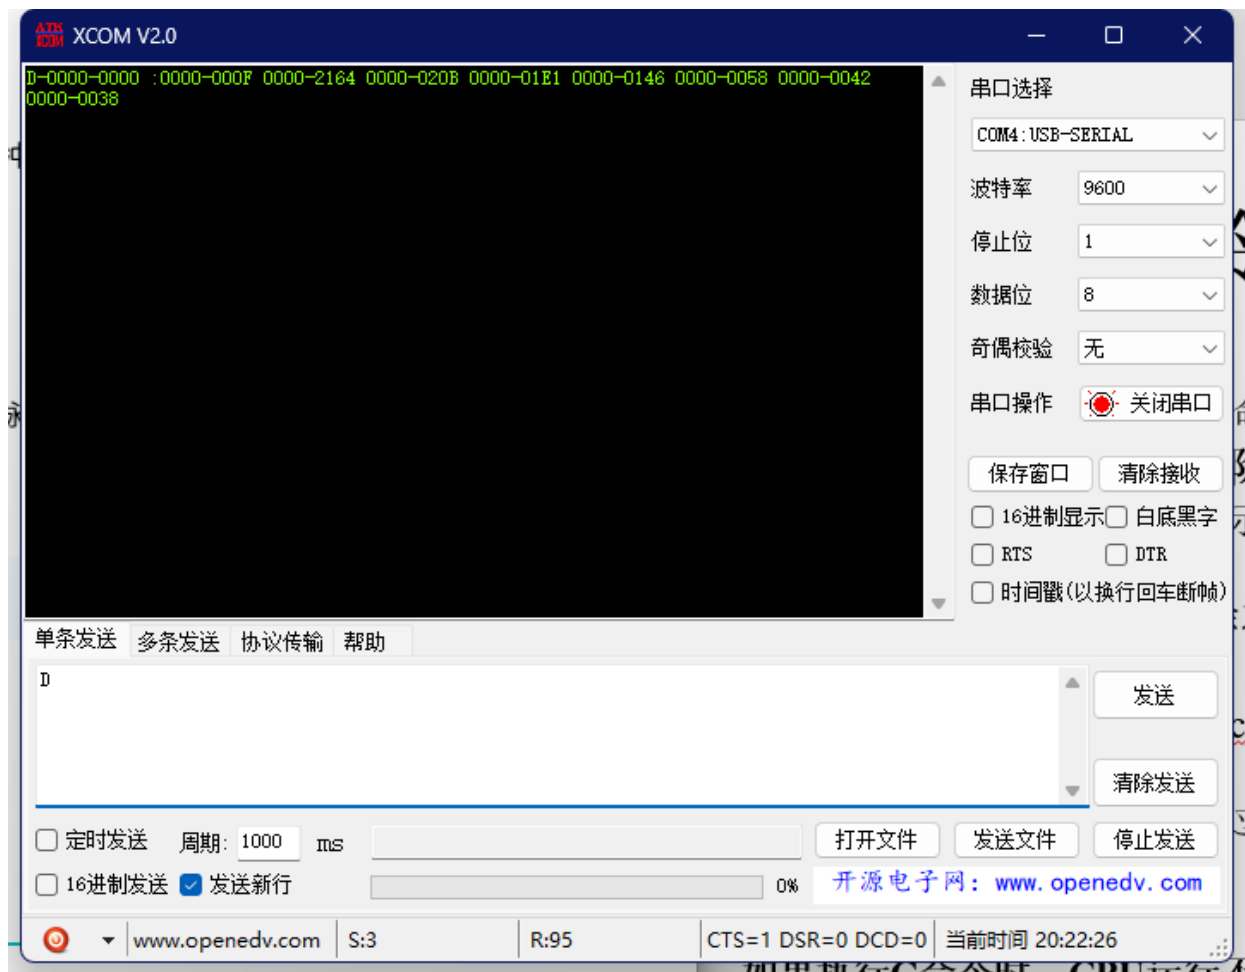 XCOM V2.0
D-0000-0000 :0000-000F 0000-2164 0000-020B 0000-01E1 0000-0146 0000-0058 0000-0042
0000-0038
串口选择
COM4:USB-SERIAL
波特率 9600
停止位 1
数据位 8
奇偶校验 无
串口操作 关闭串口
保存窗口 清除接收
16进制显示 白底黑字
RTS DTR
时间戳(以换行回车断帧)
单条发送 多条发送 协议传输 帮助
D
发送
清除发送
定时发送 周期: 1000 ms 打开文件 发送文件 停止发送
16进制发送 发送新行 0% 开源电子网: www.openedv.com
www.openedv.com S:3 R:95 CTS=1 DSR=0 DCD=0 当前时间 20:22:26